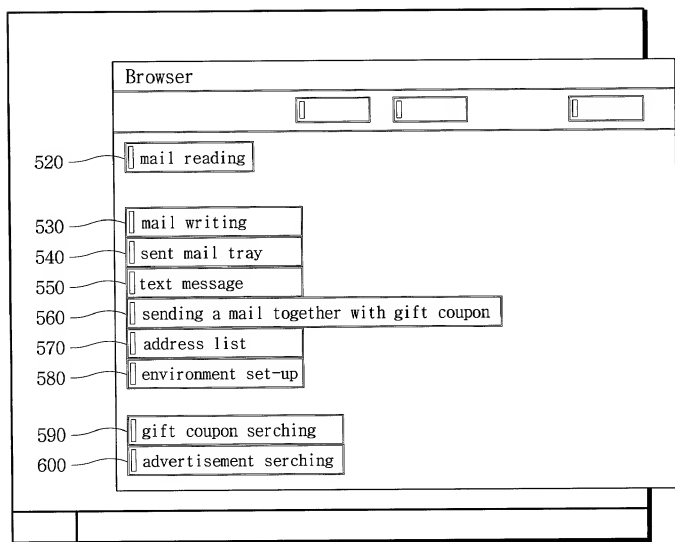 Browser
520 mail reading
530 mail writing
540 sent mail tray
550 text message
560 sending a mail together with gift coupon
570 address list
580 environment set-up
590 gift coupon serching
600 advertisement serching